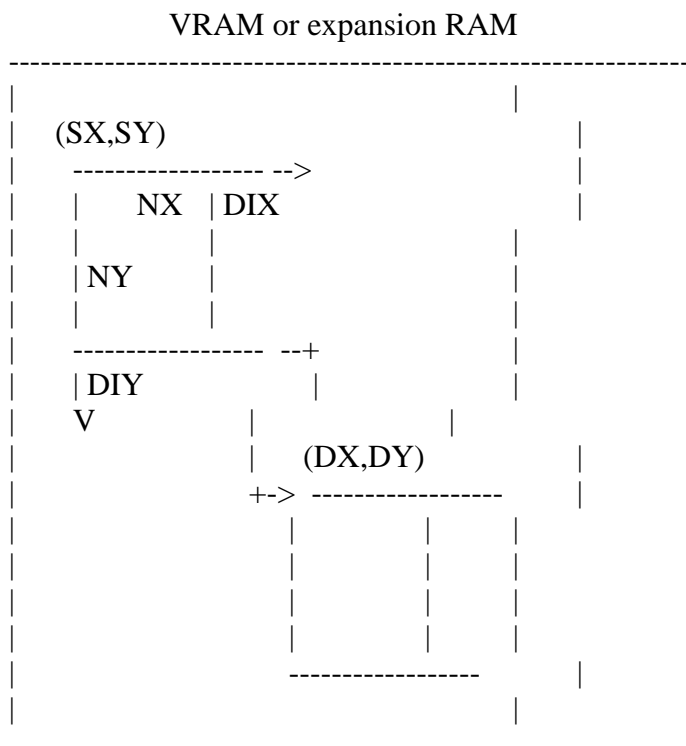 VRAM or expansion RAM
----------------------------------------------------------------
| |
| (SX,SY) |
| ------------------ --> |
| | NX | DIX |
| | | |
| | NY | |
| | | |
| ------------------ --+ |
| | DIY | |
| V | |
| | (DX,DY) |
| +-> ------------------ |
| | | |
| | | |
| | | |
| | | |
| ------------------ |
| |